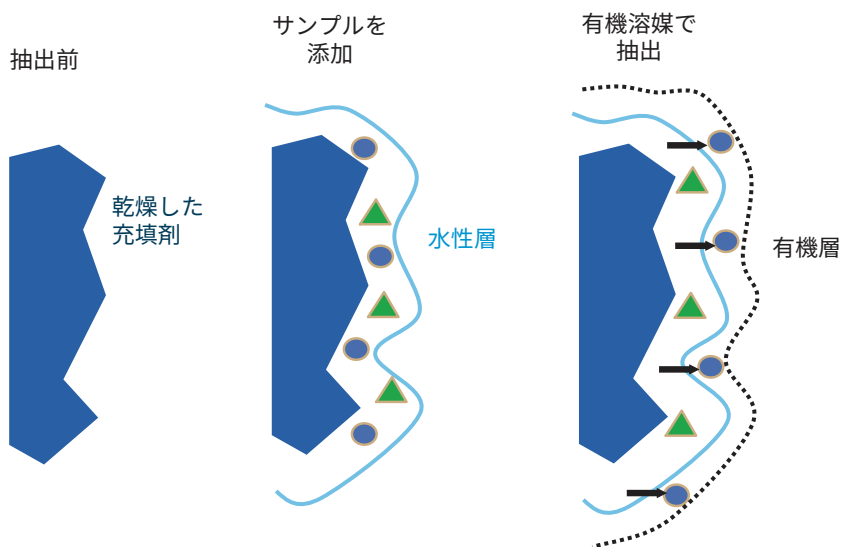 抽出前
サンプルを
添加
有機溶媒で
抽出
乾燥した
充填剤
水性層
有機層